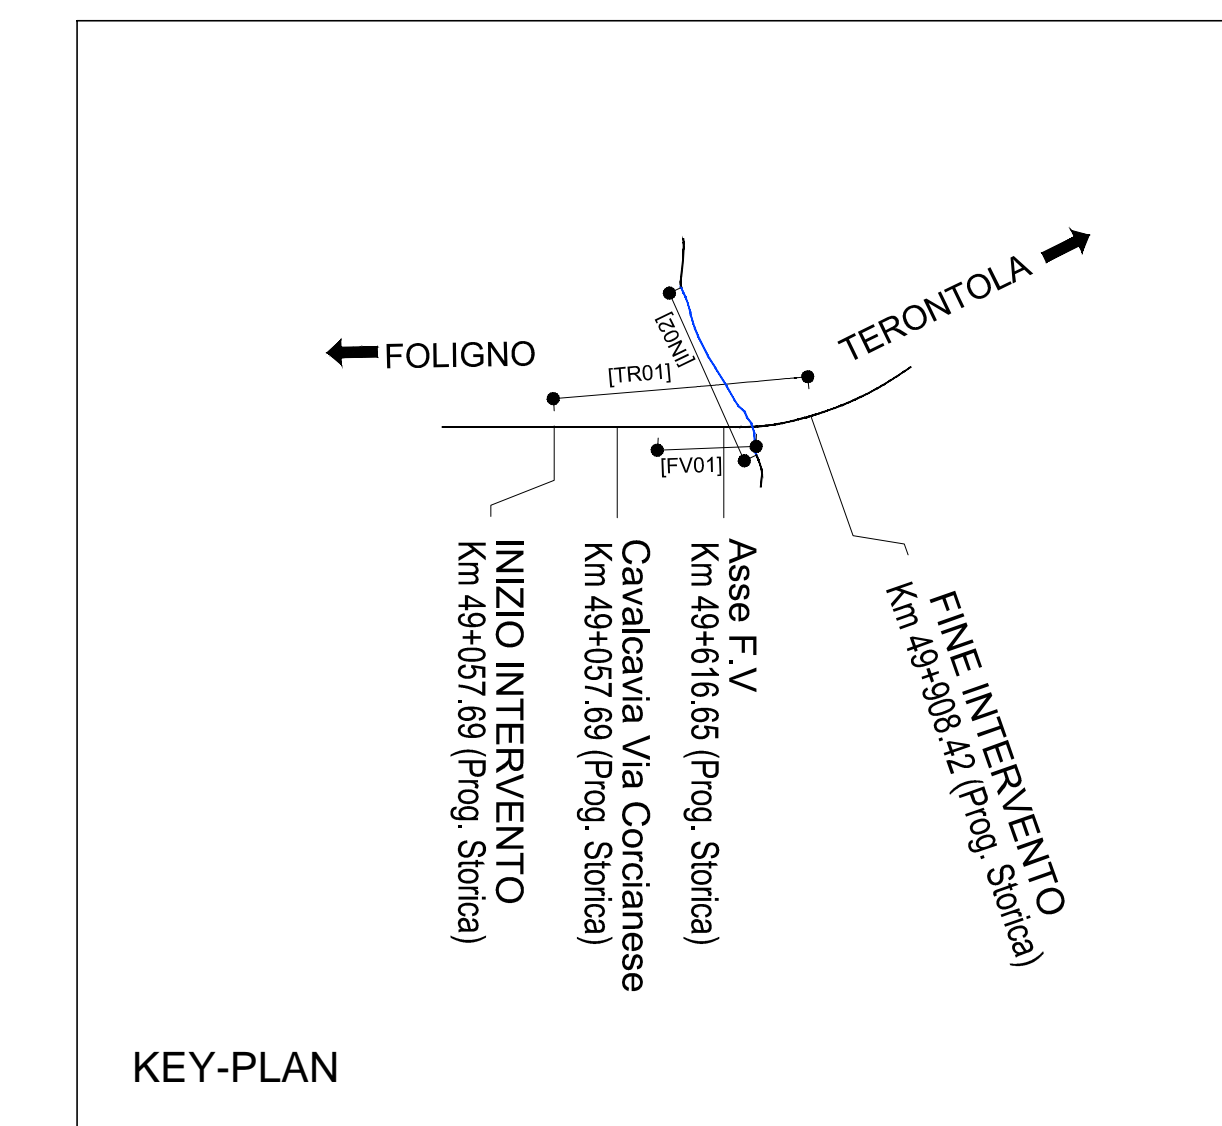 TERONTOLA
FOLIGNO
[IN02]
[TR01]
[FV01]
INIZIO INTERVENTO
Km 49+057.69 (Prog. Storica)
Cavalcavia Via Corcianese
Km 49+057.69 (Prog. Storica)
Asse F.V
Km 49+616.65 (Prog. Storica)
FINE INTERVENTO
Km 49+908.42 (Prog. Storica)
KEY-PLAN